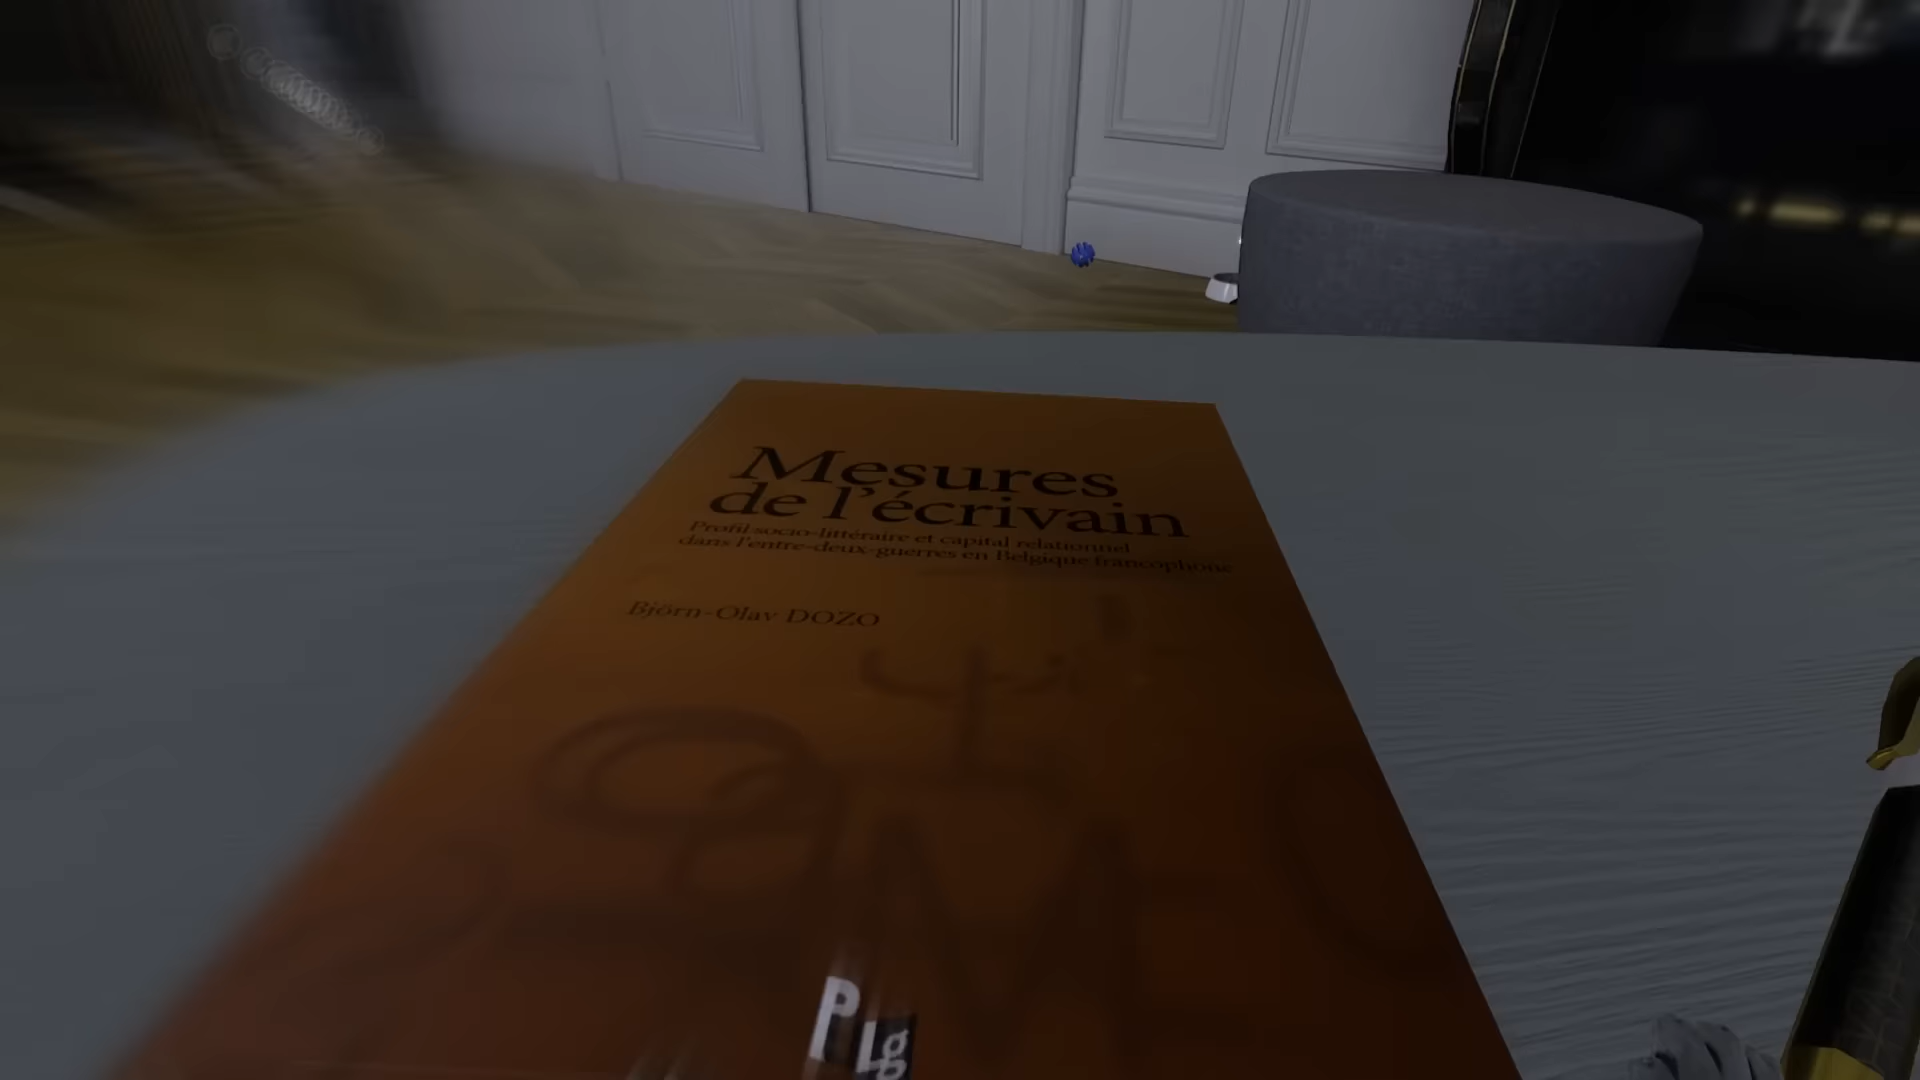 Mesures
de l'écrivain
Profil socio-littéraire et capital relationnel
dans l'entre-deux-guerres en Belgique francophone
Björn-Olav DOZO
PLg